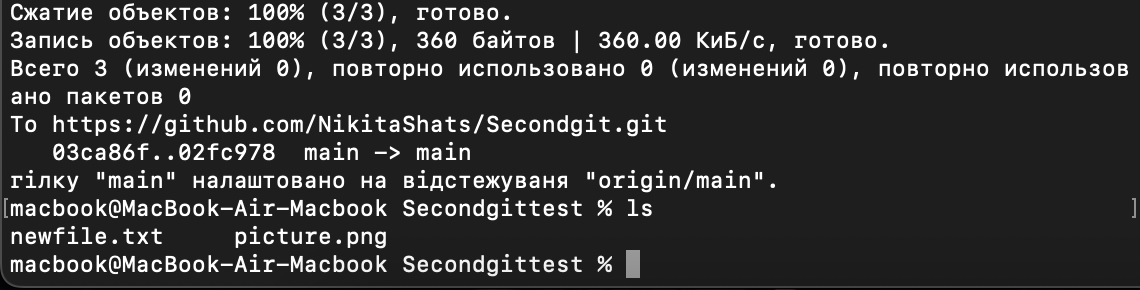 Сжатие объектов: 100% (3/3), готово.
Запись объектов: 100% (3/3), 360 байтов | 360.00 КиБ/с, готово.
Всего 3 (изменений 0), повторно использовано 0 (изменений 0), повторно использов
ано пакетов 0
To https://github.com/NikitaShats/Secondgit.git
   03ca86f..02fc978  main -> main
гілку "main" налаштовано на відстежуваня "origin/main".
[macbook@MacBook-Air-Macbook Secondgittest % ls ]
newfile.txt     picture.png
macbook@MacBook-Air-Macbook Secondgittest %